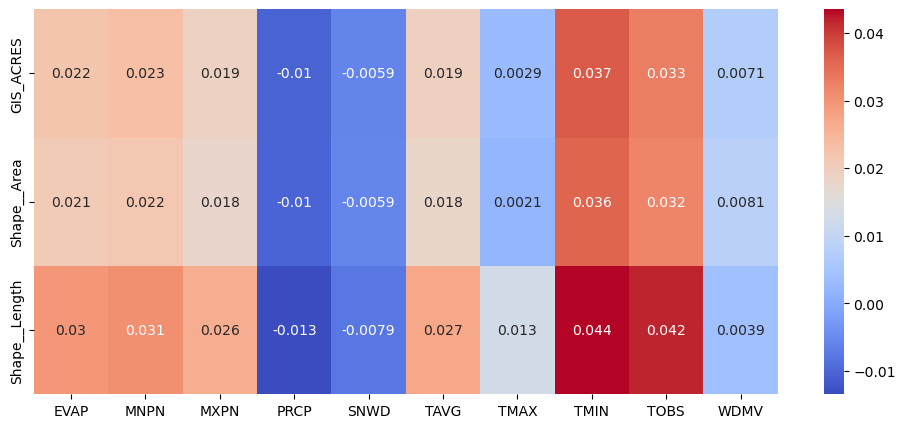 GIS_ACRES 0.022 0.023 0.019 -0.01 -0.0059 0.019 0.0029 0.037 0.033 0.0071
Shape__Area 0.021 0.022 0.018 -0.01 -0.0059 0.018 0.0021 0.036 0.032 0.0081
Shape__Length 0.03 0.031 0.026 -0.013 -0.0079 0.027 0.013 0.044 0.042 0.0039
EVAP MNPN MXPN PRCP SNWD TAVG TMAX TMIN TOBS WDMV
0.04
0.03
0.02
0.01
0.00
−0.01